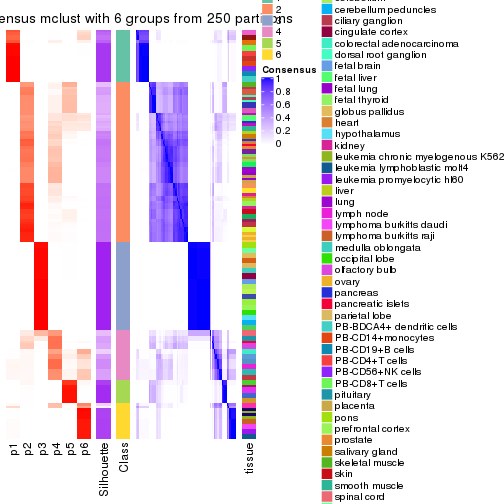 ensus mclust with 6 groups from 250 partitions
2
4
5
6
Consensus
1
0.8
0.6
0.4
0.2
0
p1
p2
p3
p4
p5
p6
Silhouette
Class
tissue
cerebellum peduncles
ciliary ganglion
cingulate cortex
colorectal adenocarcinoma
dorsal root ganglion
fetal brain
fetal liver
fetal lung
fetal thyroid
globus pallidus
heart
hypothalamus
kidney
leukemia chronic myelogenous K562
leukemia lymphoblastic molt4
leukemia promyelocytic hl60
liver
lung
lymph node
lymphoma burkitts daudi
lymphoma burkitts raji
medulla oblongata
occipital lobe
olfactory bulb
ovary
pancreas
pancreatic islets
parietal lobe
PB-BDCA4+ dendritic cells
PB-CD14+monocytes
PB-CD19+B cells
PB-CD4+T cells
PB-CD56+NK cells
PB-CD8+T cells
pituitary
placenta
pons
prefrontal cortex
prostate
salivary gland
skeletal muscle
skin
smooth muscle
spinal cord